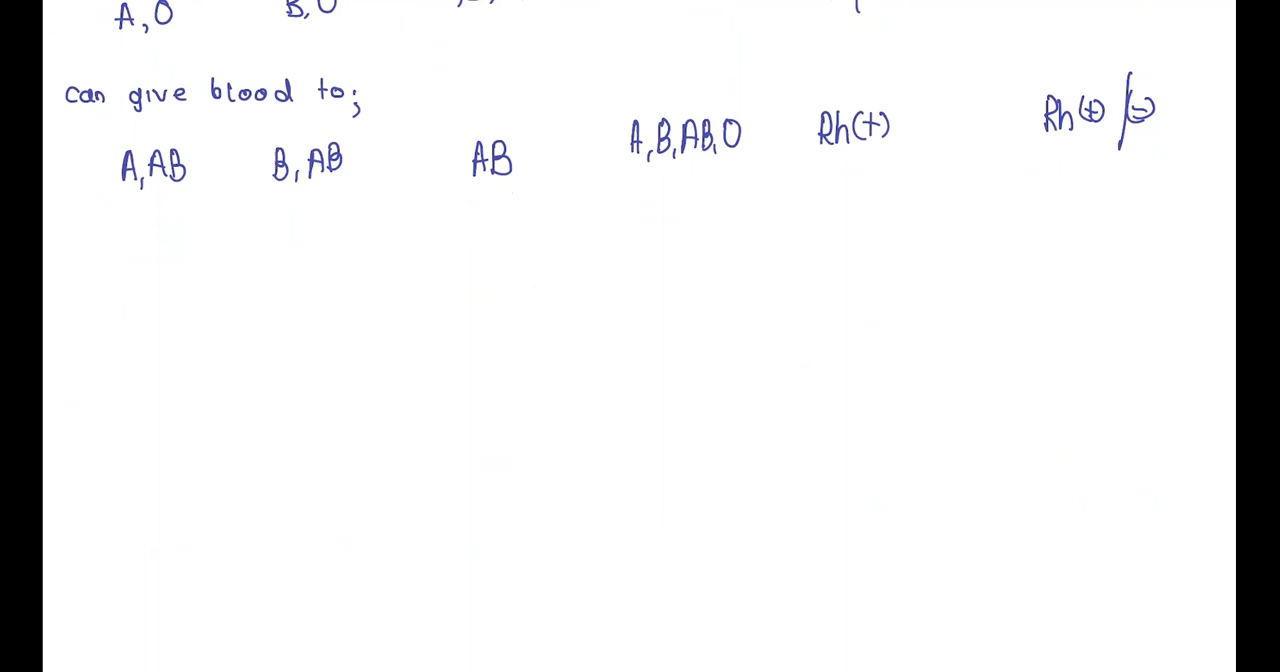 A, O B, O
can give blood to;
A, AB B, AB AB A, B, AB, O Rh(+) Rh(+)/(-)